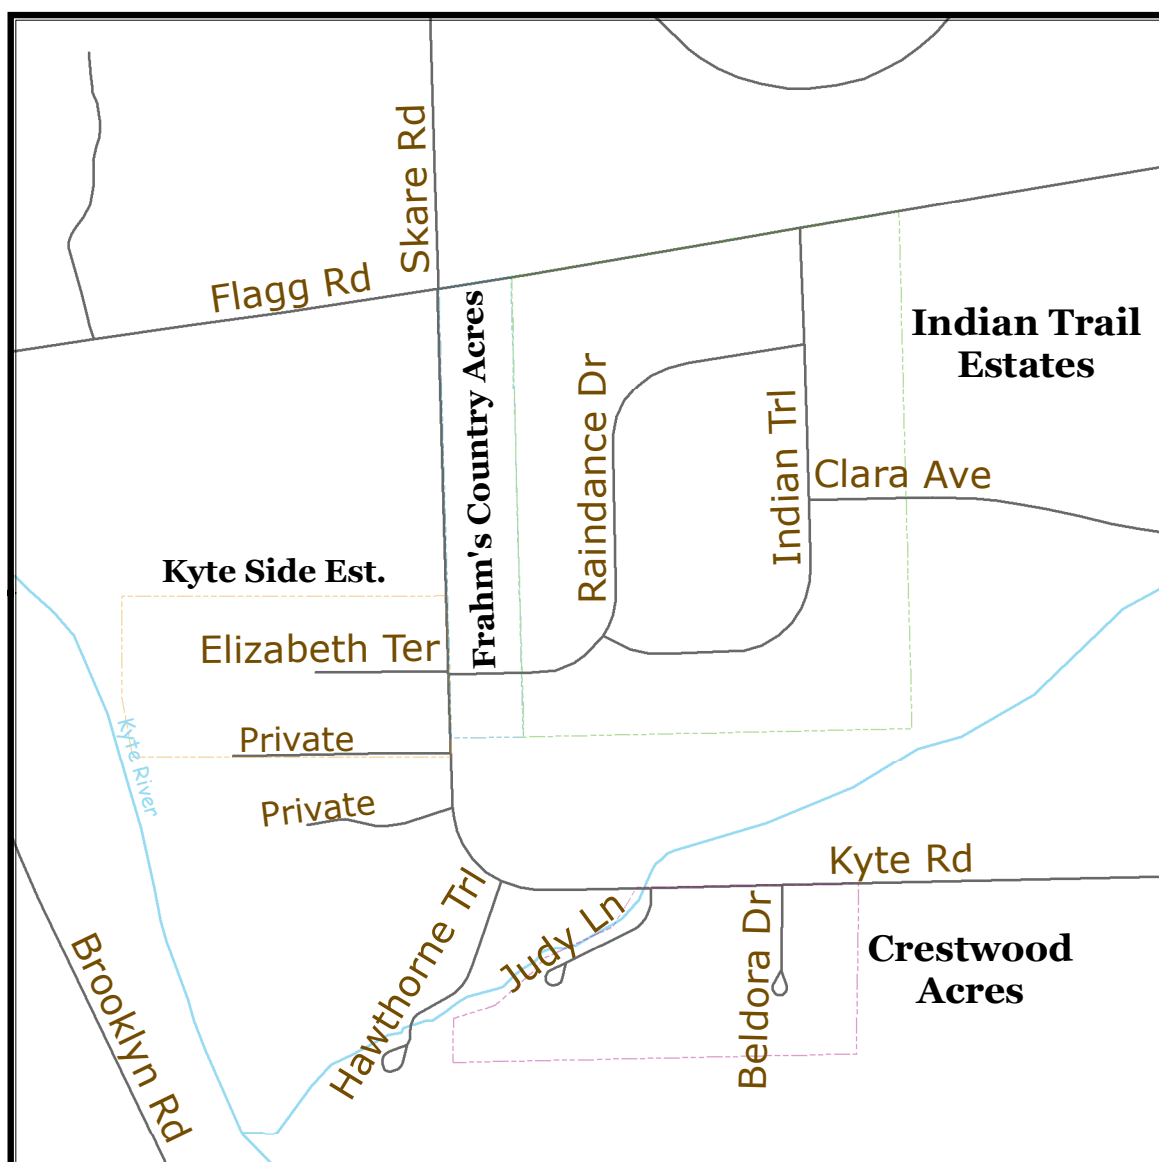 Skare Rd
Flagg Rd
Frahm's Country Acres
Indian Trail
Estates
Raindance Dr
Indian Trl
Clara Ave
Kyte Side Est.
Elizabeth Ter
Private
Kyte River
Private
Kyte Rd
Hawthorne Trl
Judy Ln
Beldora Dr
Crestwood
Acres
Brooklyn Rd